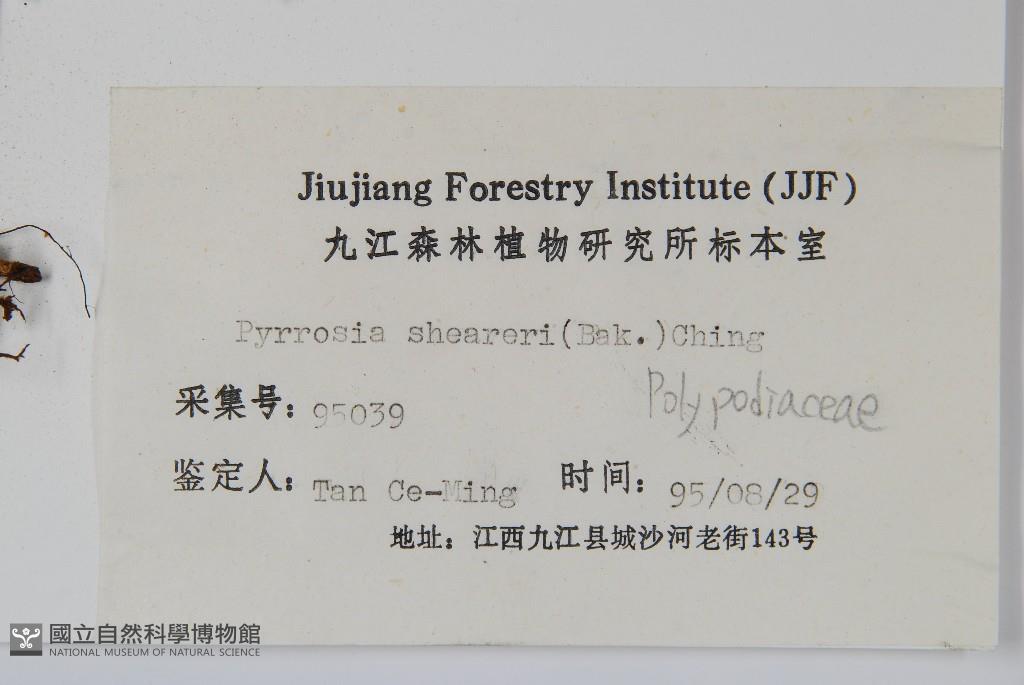 Jiujiang Forestry Institute (JJF)
九江森林植物研究所标本室
Pyrrosia sheareri(Bak.)Ching
Polypodiaceae
采集号: 95039
鉴定人: Tan Ce-Ming 时间: 95/08/29
地址: 江西九江县城沙河老街143号
國立自然科學博物館
NATIONAL MUSEUM OF NATURAL SCIENCE